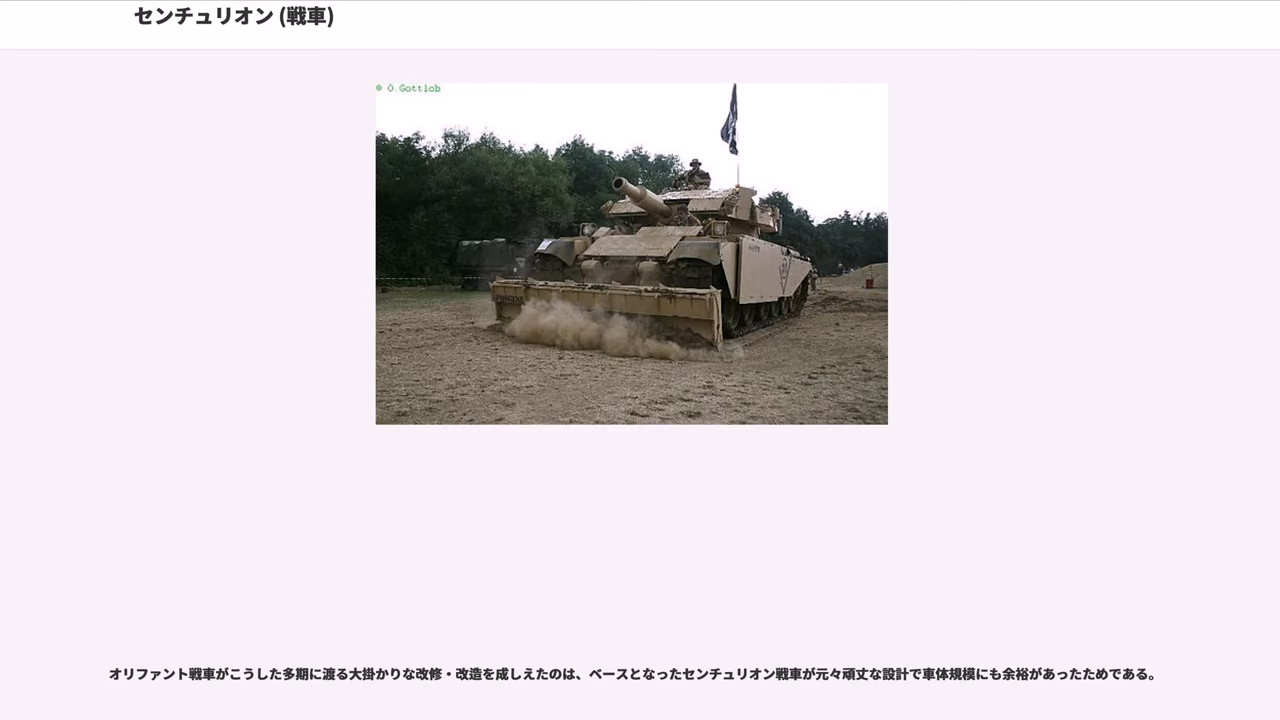 センチュリオン (戦車)
© O.Gottlob
オリファント戦車がこうした多期に渡る大掛かりな改修・改造を成しえたのは、ベースとなったセンチュリオン戦車が元々頑丈な設計で車体規模にも余裕があったためである。